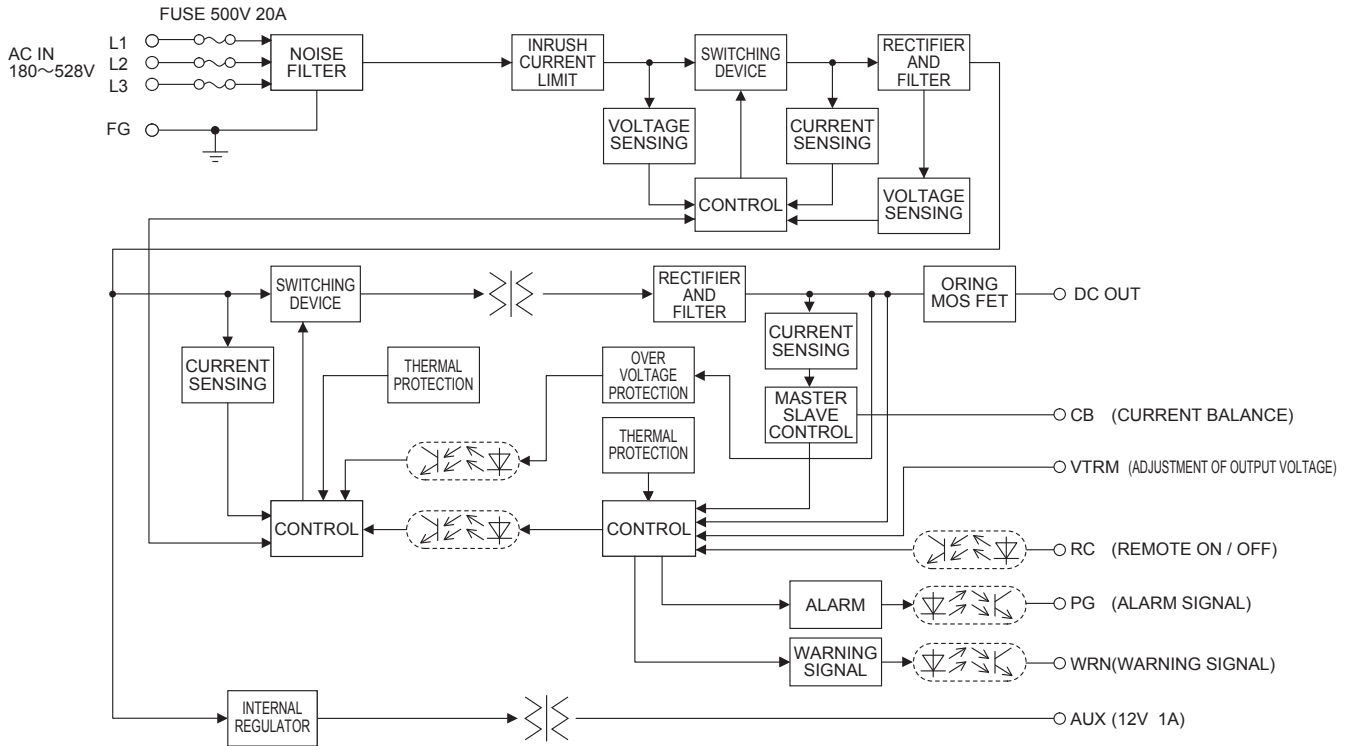 FUSE 500V 20A
AC IN
180～528V
L1
L2
L3
FG
NOISE
FILTER
INRUSH
CURRENT
LIMIT
SWITCHING
DEVICE
RECTIFIER
AND
FILTER
VOLTAGE
SENSING
CURRENT
SENSING
CONTROL
VOLTAGE
SENSING
SWITCHING
DEVICE
RECTIFIER
AND
FILTER
ORING
MOS FET
DC OUT
CURRENT
SENSING
THERMAL
PROTECTION
OVER
VOLTAGE
PROTECTION
CURRENT
SENSING
MASTER
SLAVE
CONTROL
CB (CURRENT BALANCE)
THERMAL
PROTECTION
VTRM (ADJUSTMENT OF OUTPUT VOLTAGE)
CONTROL
CONTROL
RC (REMOTE ON / OFF)
ALARM
PG (ALARM SIGNAL)
WARNING
SIGNAL
WRN(WARNING SIGNAL)
INTERNAL
REGULATOR
AUX (12V 1A)